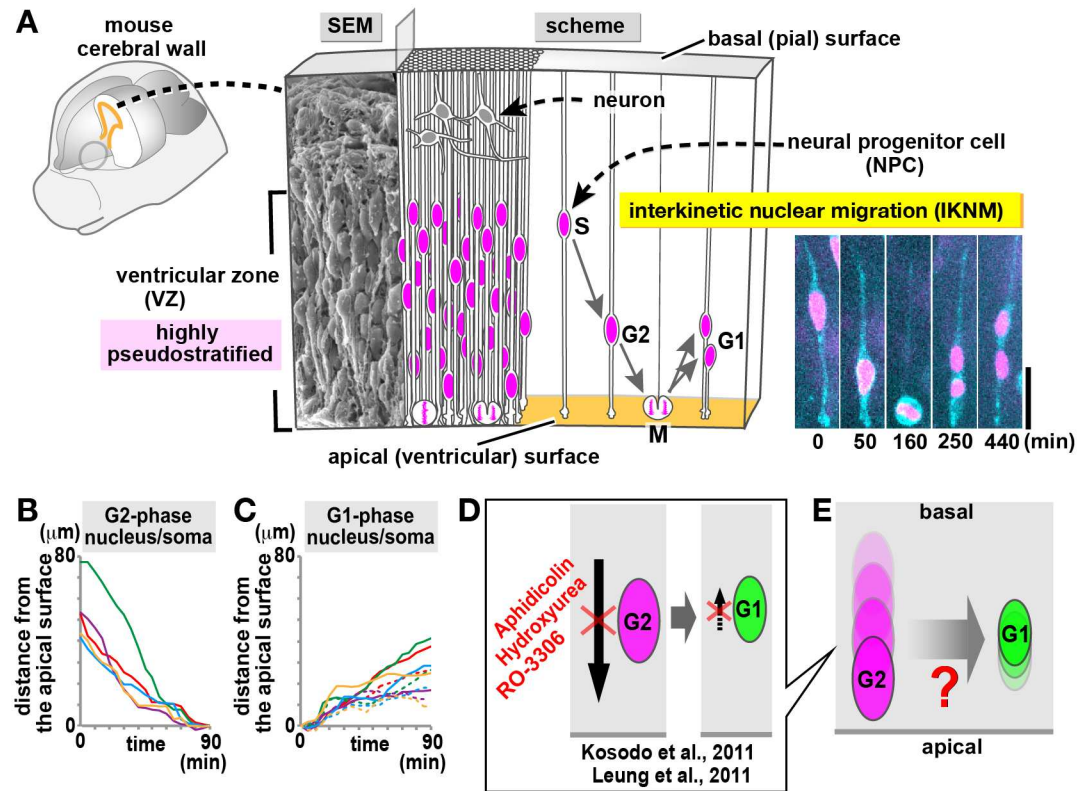 A
mouse
cerebral wall
SEM
scheme
basal (pial) surface
neuron
neural progenitor cell
(NPC)
interkinetic nuclear migration (IKNM)
S
G2
G1
M
ventricular zone
(VZ)
highly
pseudostratified
apical (ventricular) surface
0 50 160 250 440 (min)
B
(μm)
G2-phase
nucleus/soma
80
distance from
the apical surface
0
0 time 90
(min)
C
(μm)
G1-phase
nucleus/soma
80
distance from
the apical surface
0
0 time 90
(min)
D
Aphidicolin
Hydroxyurea
RO-3306
G2
G1
Kosodo et al., 2011
Leung et al., 2011
E
basal
G2
?
G1
apical